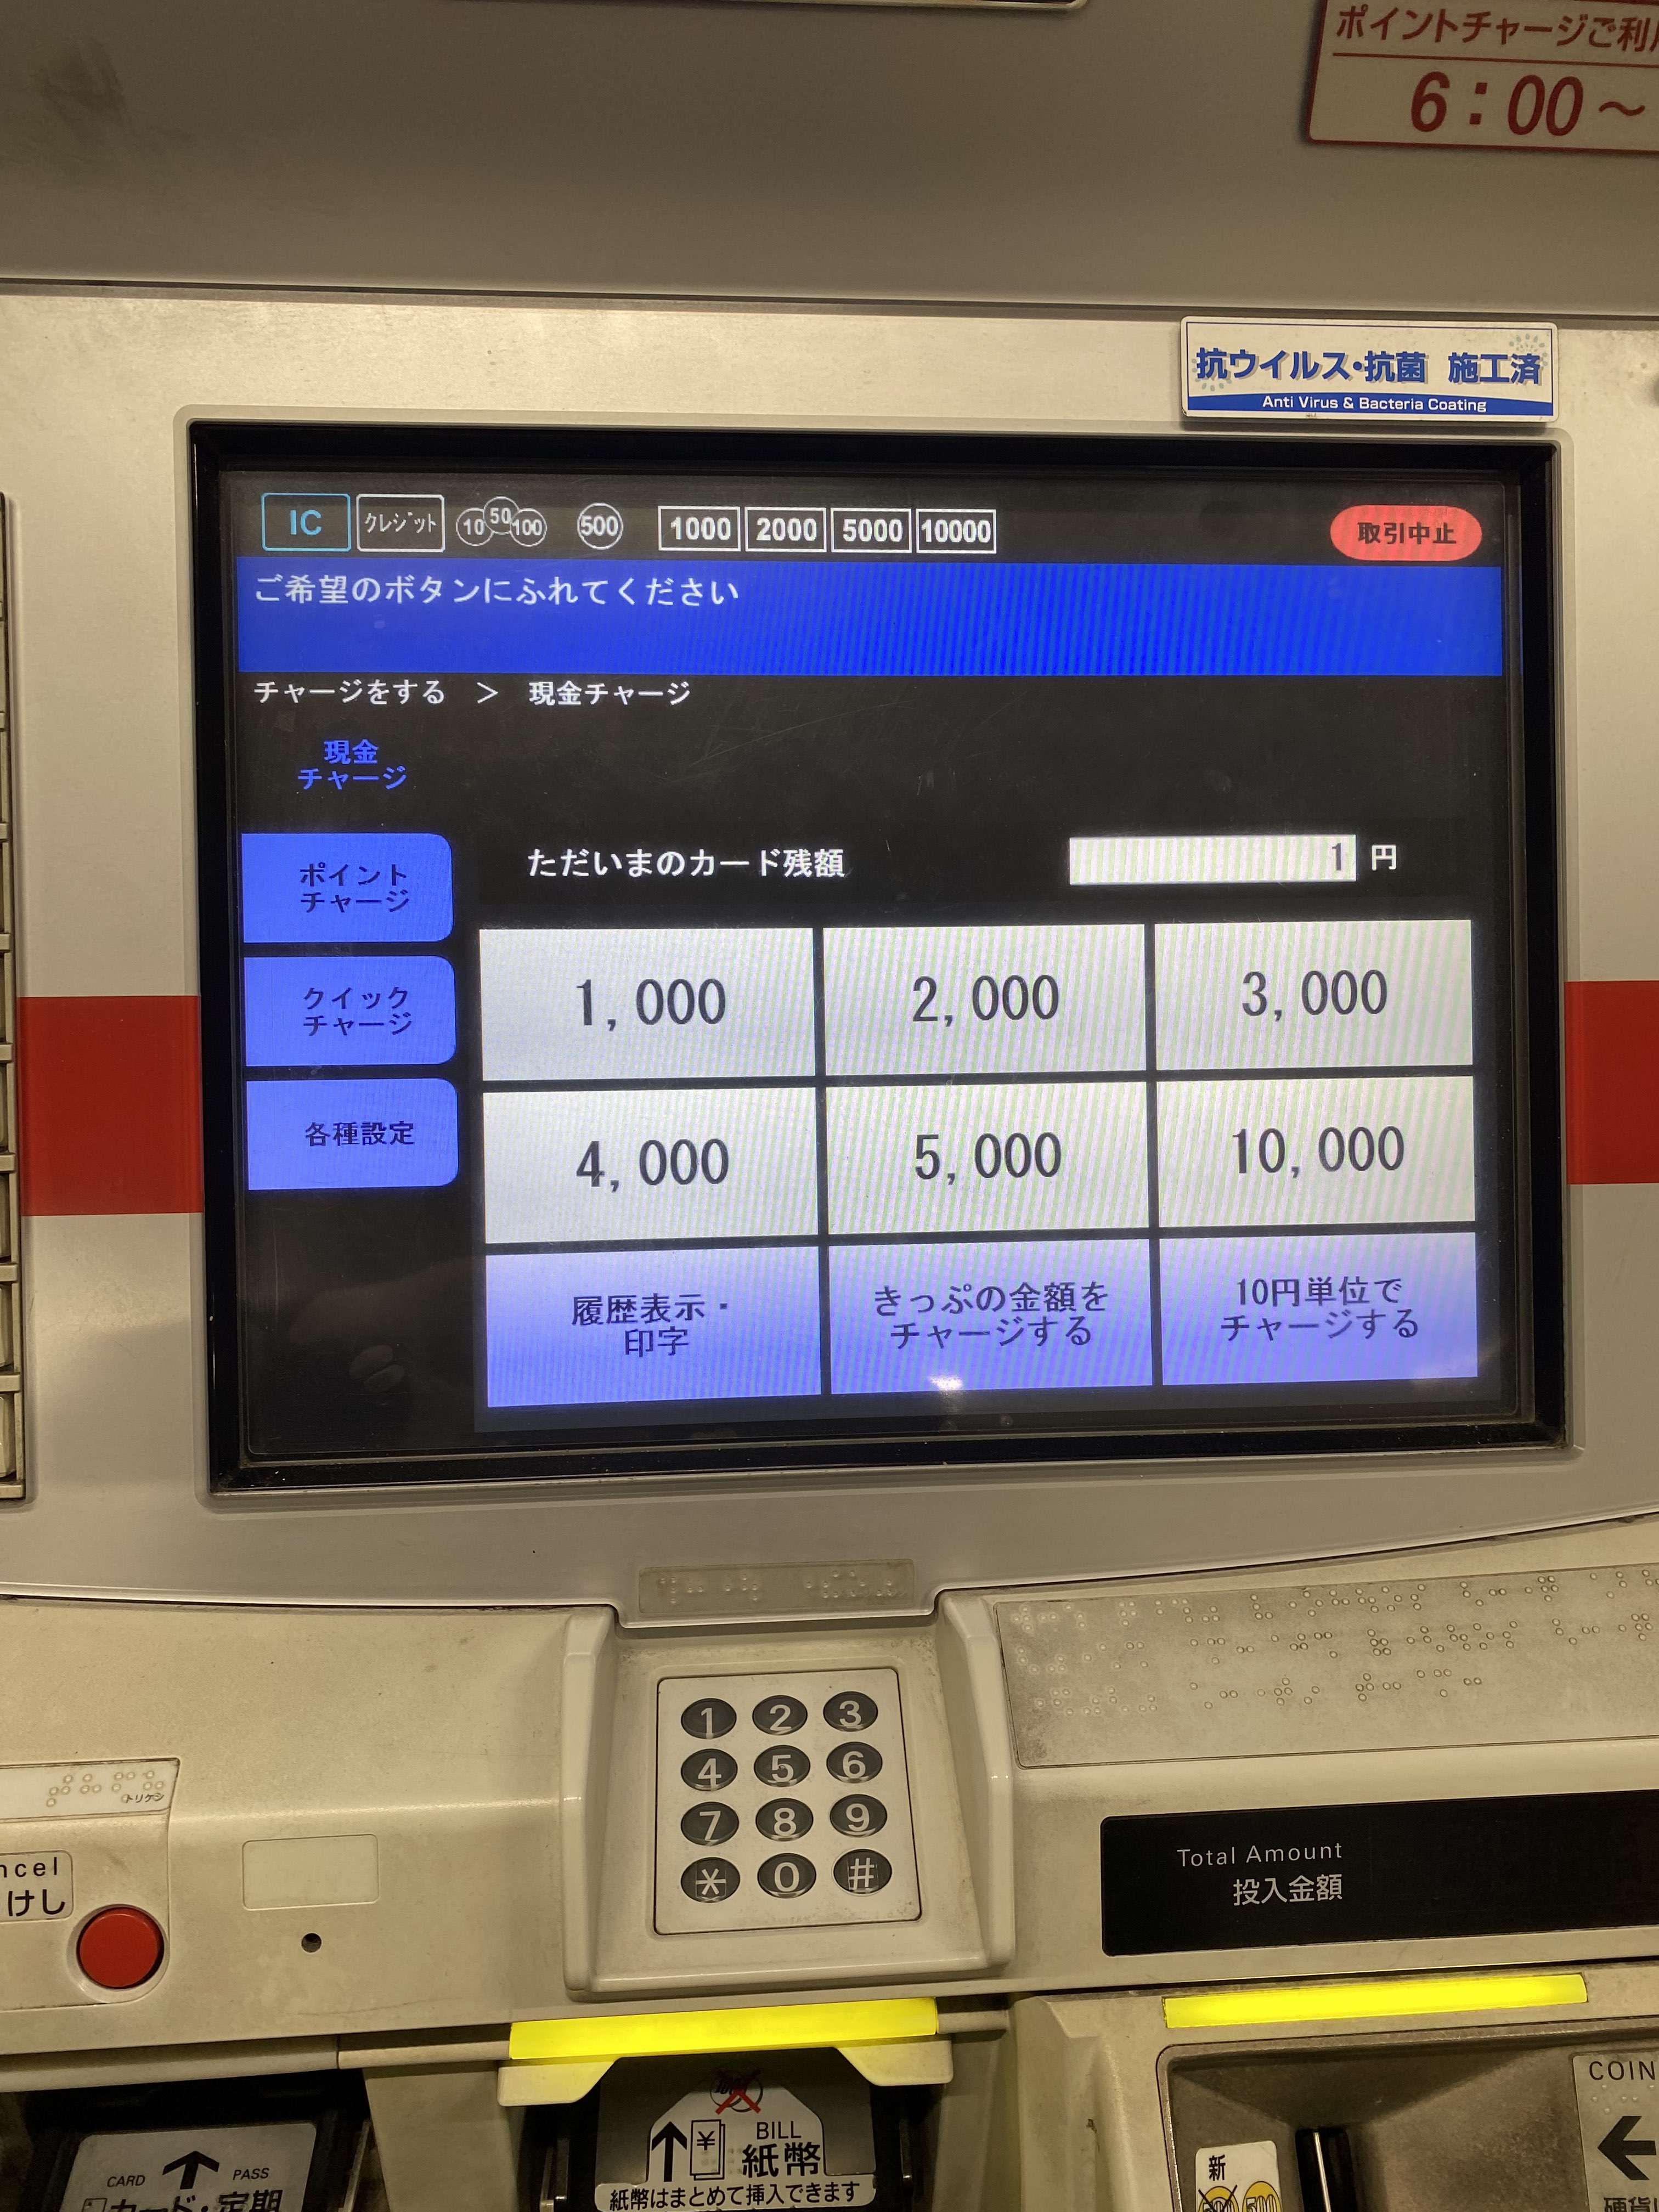 ポイントチャージご利
6：00～
抗ウイルス・抗菌 施工済
Anti Virus & Bacteria Coating
IC クレジット 10 50 100 500 1000 2000 5000 10000 取引中止
ご希望のボタンにふれてください
チャージをする ＞ 現金チャージ
現金
チャージ
ポイント
チャージ
クイック
チャージ
各種設定
ただいまのカード残額 1 円
1,000 2,000 3,000
4,000 5,000 10,000
履歴表示・
印字
きっぷの金額を
チャージする
10円単位で
チャージする
1 2 3
4 5 6
7 8 9
* 0 #
トリケシ
ncel
けし
Total Amount
投入金額
CARD PASS
カード・定期
BILL
¥ 紙幣
紙幣はまとめて挿入できます
COIN
新
500